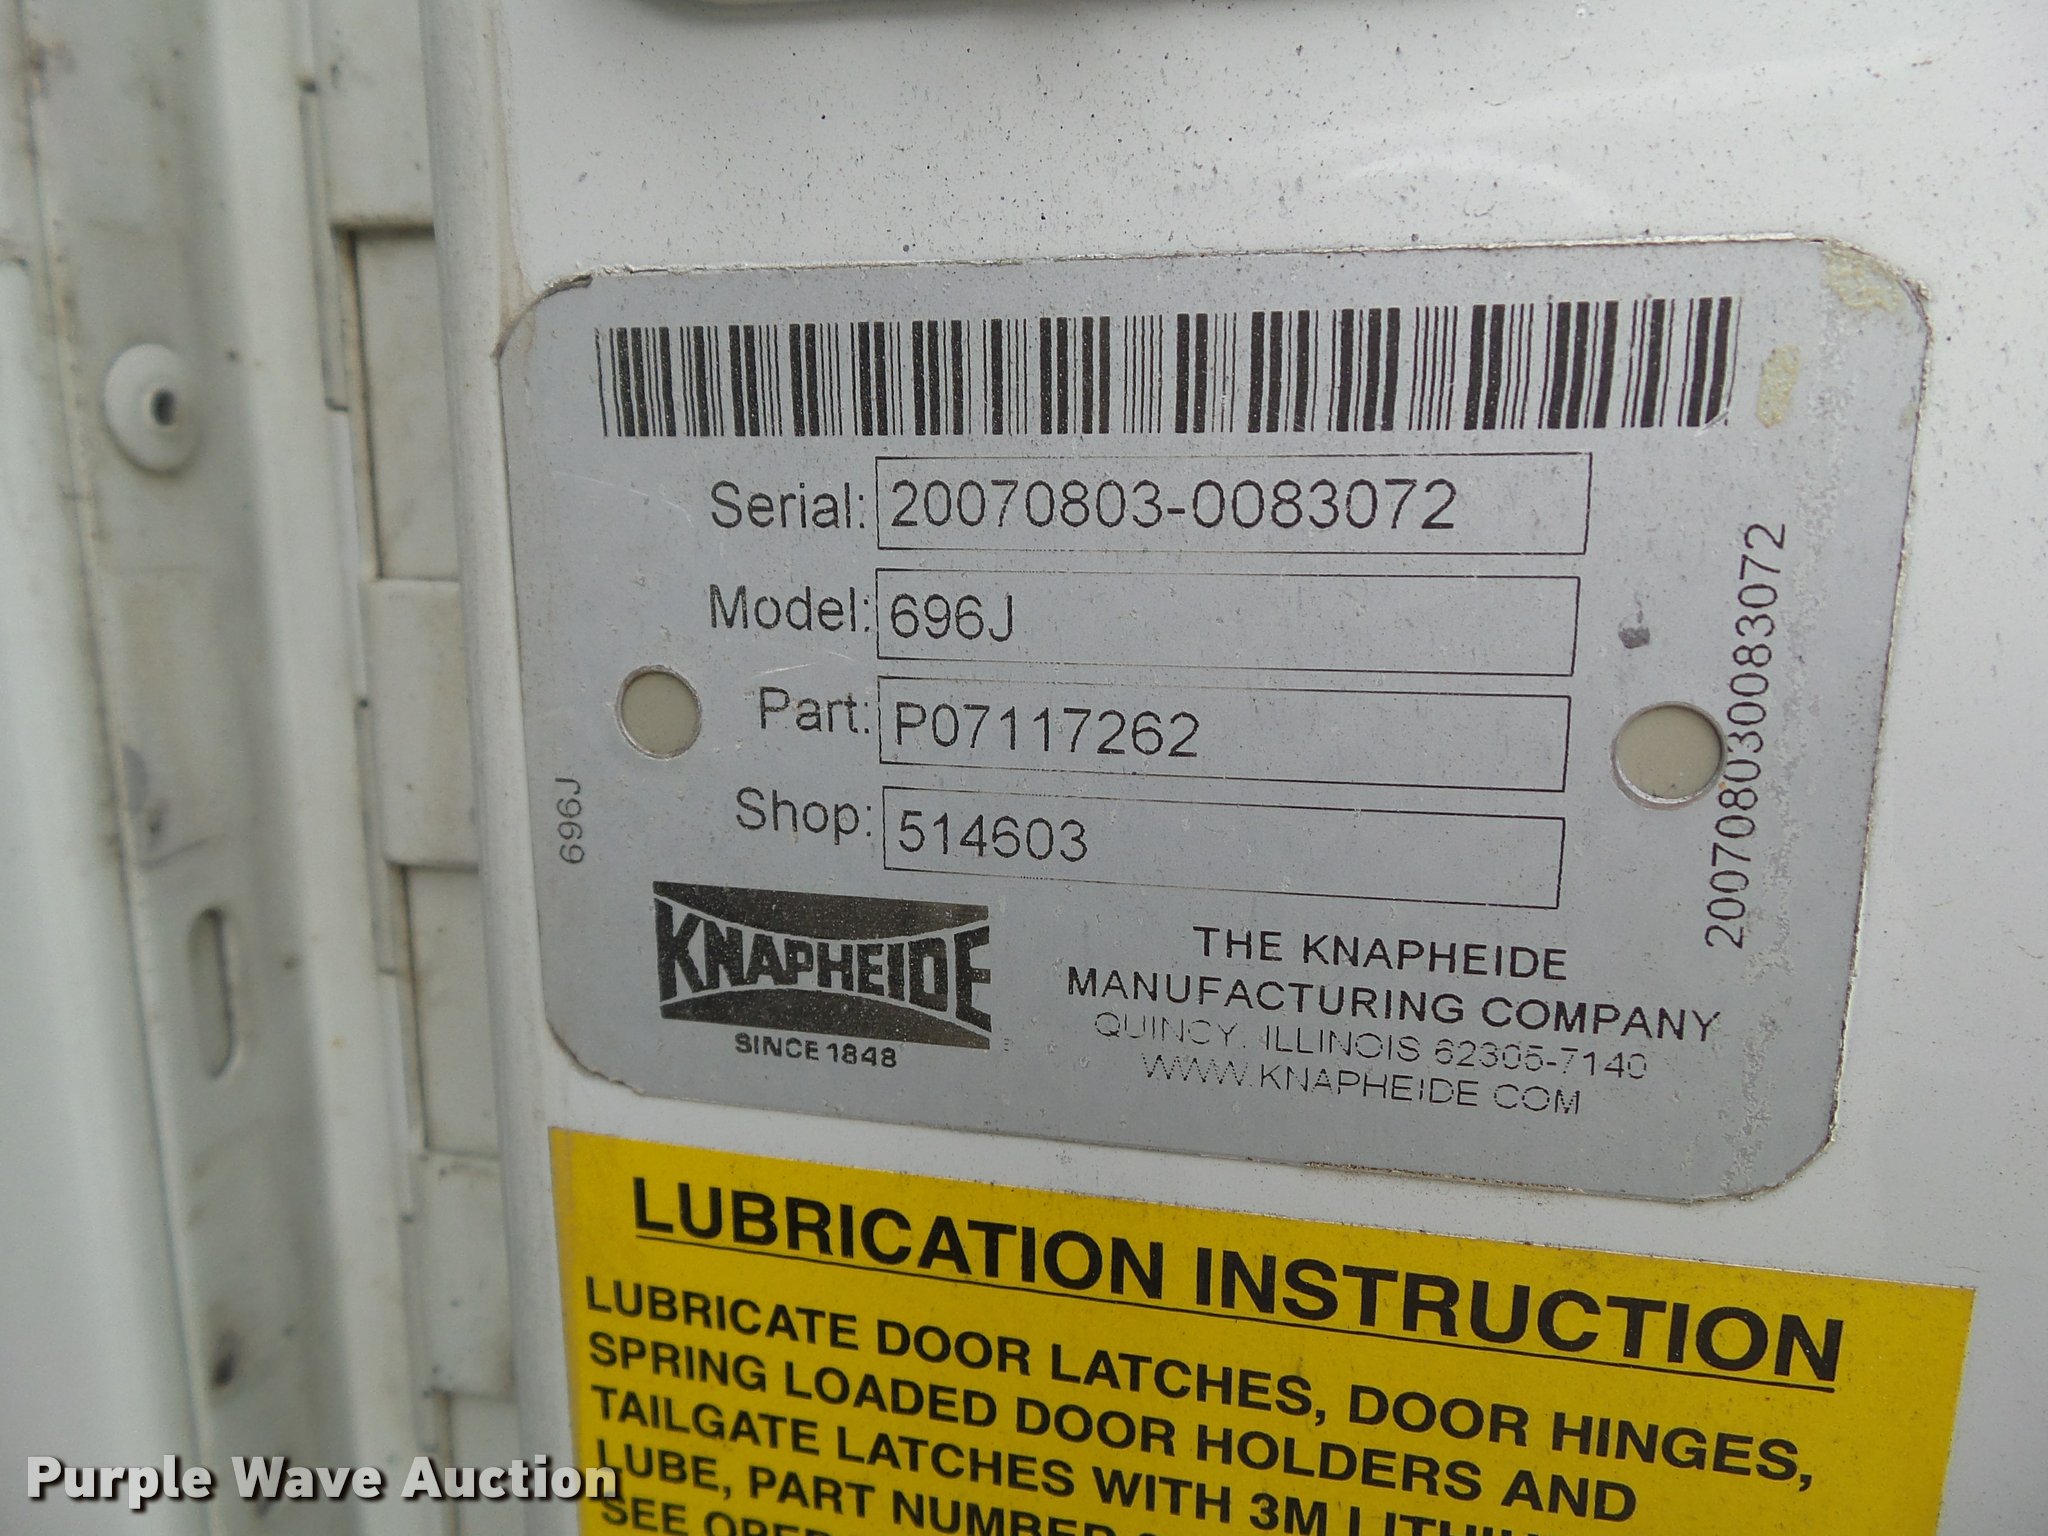 Serial: 20070803-0083072
Model: 696J
Part: P07117262
Shop: 514603
696J
200708030083072
KNAPHEIDE
SINCE 1848
THE KNAPHEIDE
MANUFACTURING COMPANY
QUINCY, ILLINOIS 62305-7140
WWW.KNAPHEIDE.COM
LUBRICATION INSTRUCTION
LUBRICATE DOOR LATCHES, DOOR HINGES,
SPRING LOADED DOOR HOLDERS AND
TAILGATE LATCHES WITH 3M
LUBE, PART NUMBER
SEE
Purple Wave Auction